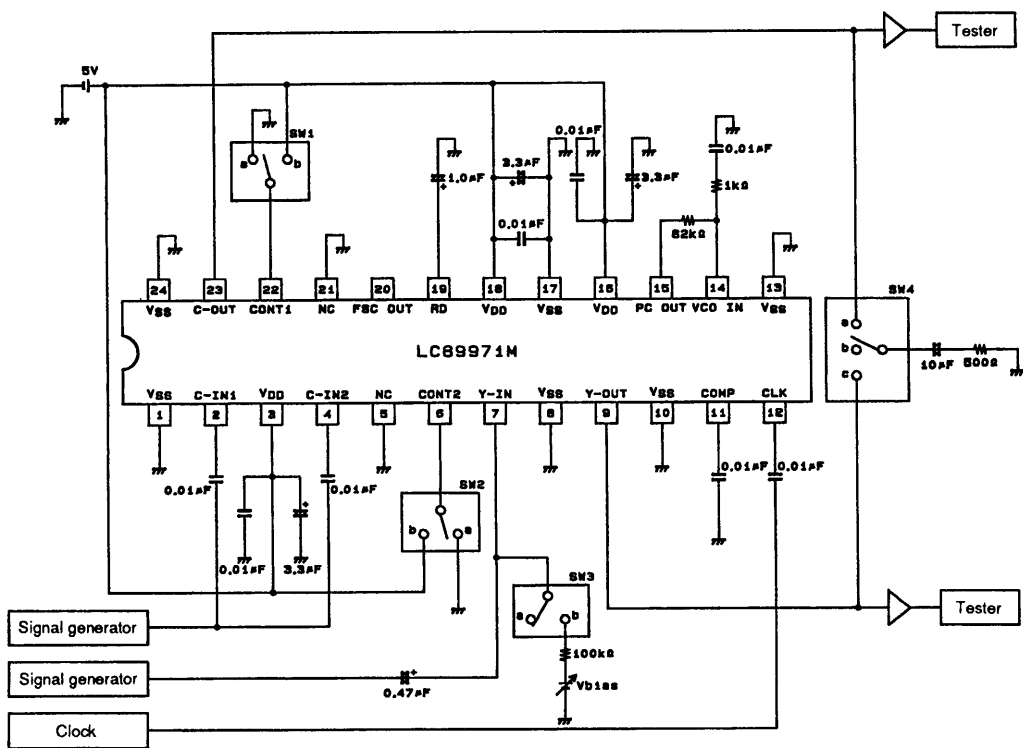 Tester
5V
SW1
a
b
0.01µF
3.3µF
1.0µF
3.3µF
0.01µF
1kΩ
0.01µF
82kΩ
24 23 22 21 20 19 18 17 16 15 14 13
VSS C-OUT CONT1 NC FSC OUT RD VDD VSS VDD PC OUT VCO IN VSS
SW4
a
b
c
10µF 500Ω
LC89971M
VSS C-IN1 VDD C-IN2 NC CONT2 Y-IN VSS Y-OUT VSS COMP CLK
1 2 3 4 5 6 7 8 9 10 11 12
0.01µF
0.01µF
0.01µF 0.01µF
SW2
b
a
0.01µF 3.3µF
SW3
a
b
Tester
Signal generator
100kΩ
Signal generator
0.47µF
Vbias
Clock